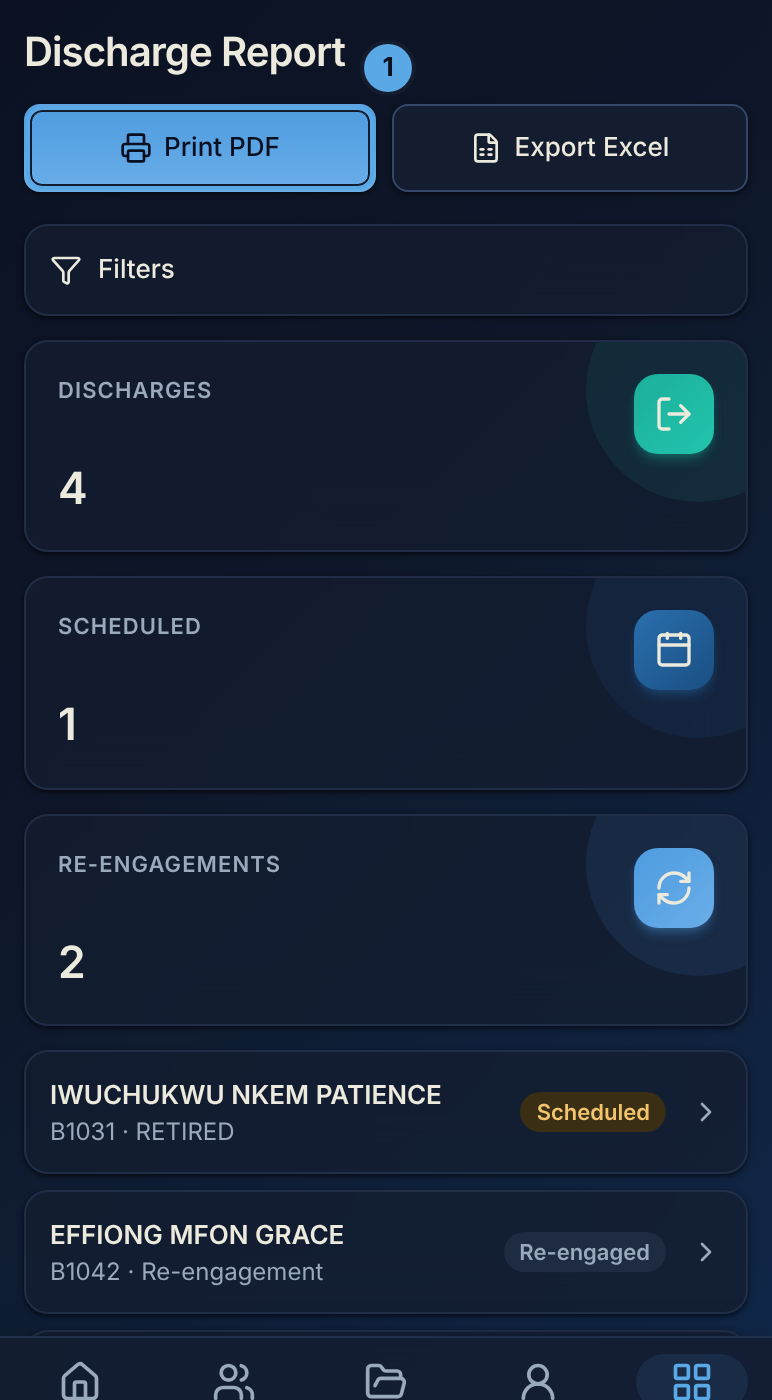 Discharge Report
1
Print PDF
Export Excel
Filters
DISCHARGES
4
SCHEDULED
1
RE-ENGAGEMENTS
2
IWUCHUKWU NKEM PATIENCE
B1031 · RETIRED
Scheduled
EFFIONG MFON GRACE
B1042 · Re-engagement
Re-engaged